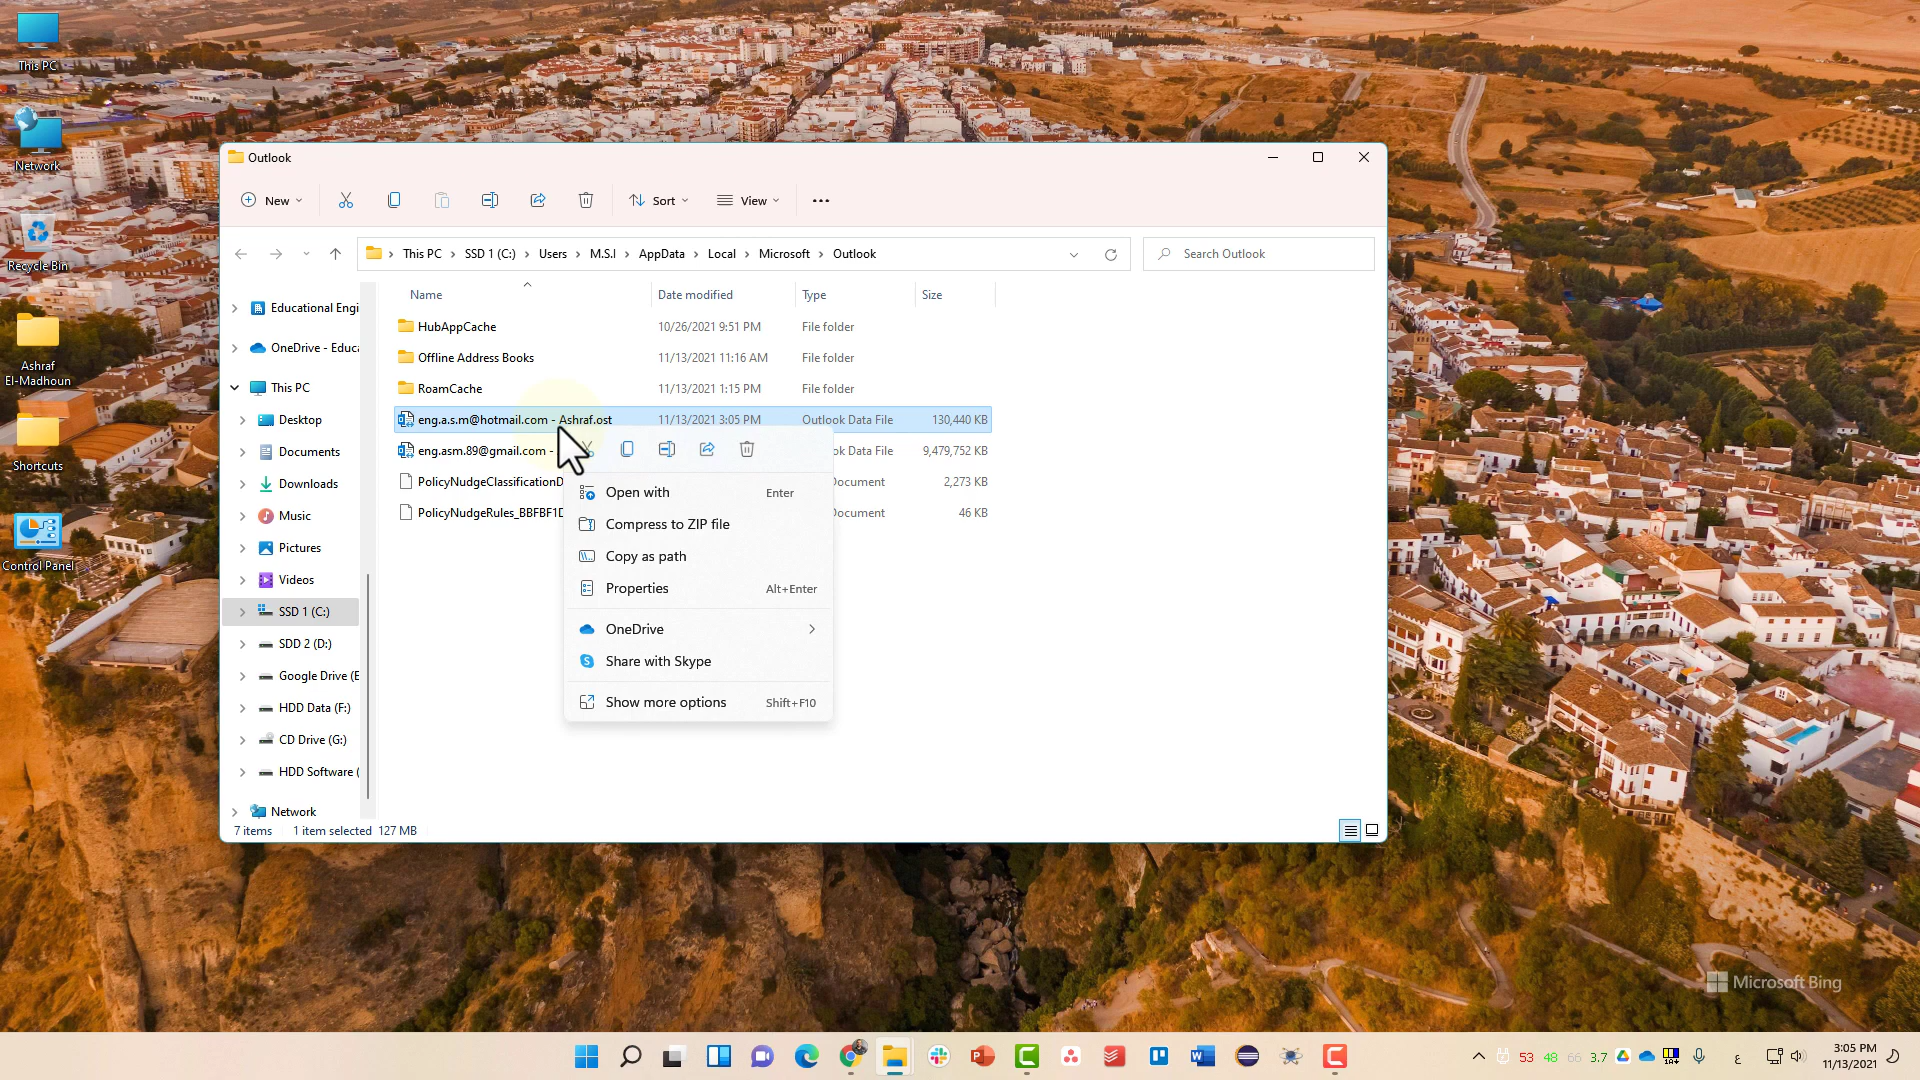 This PC
Network
Recycle Bin
Ashraf
El-Madhoun
Shortcuts
Control Panel
Outlook
New
Sort
View
This PC > SSD 1 (C:) > Users > M.S.I > AppData > Local > Microsoft > Outlook
Search Outlook
Educational Engi
OneDrive - Educa
This PC
Desktop
Documents
Downloads
Music
Pictures
Videos
SSD 1 (C:)
SDD 2 (D:)
Google Drive (E
HDD Data (F:)
CD Drive (G:)
HDD Software (
Network
Name Date modified Type Size
HubAppCache 10/26/2021 9:51 PM File folder
Offline Address Books 11/13/2021 11:16 AM File folder
RoamCache 11/13/2021 1:15 PM File folder
eng.a.s.m@hotmail.com - Ashraf.ost 11/13/2021 3:05 PM Outlook Data File 130,440 KB
eng.asm.89@gmail.com - ok Data File 9,479,752 KB
PolicyNudgeClassificationD Document 2,273 KB
PolicyNudgeRules_BBFBF1D Document 46 KB
Open with Enter
Compress to ZIP file
Copy as path
Properties Alt+Enter
OneDrive
Share with Skype
Show more options Shift+F10
7 items 1 item selected 127 MB
Microsoft Bing
53 48 66 3.7 ع 3:05 PM
11/13/2021